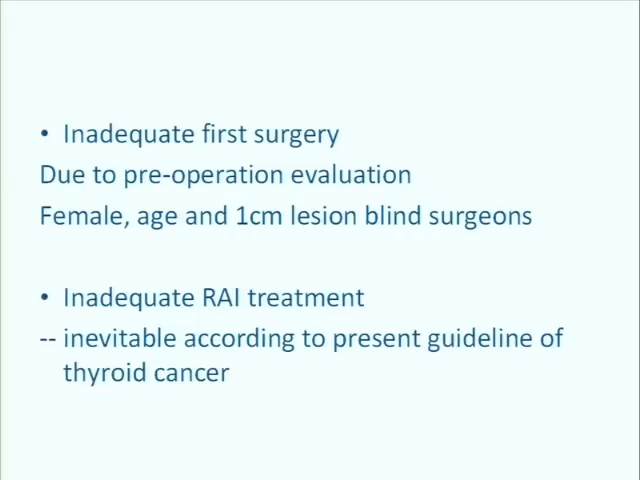 • Inadequate first surgery
Due to pre-operation evaluation
Female, age and 1cm lesion blind surgeons
• Inadequate RAI treatment
-- inevitable according to present guideline of
thyroid cancer